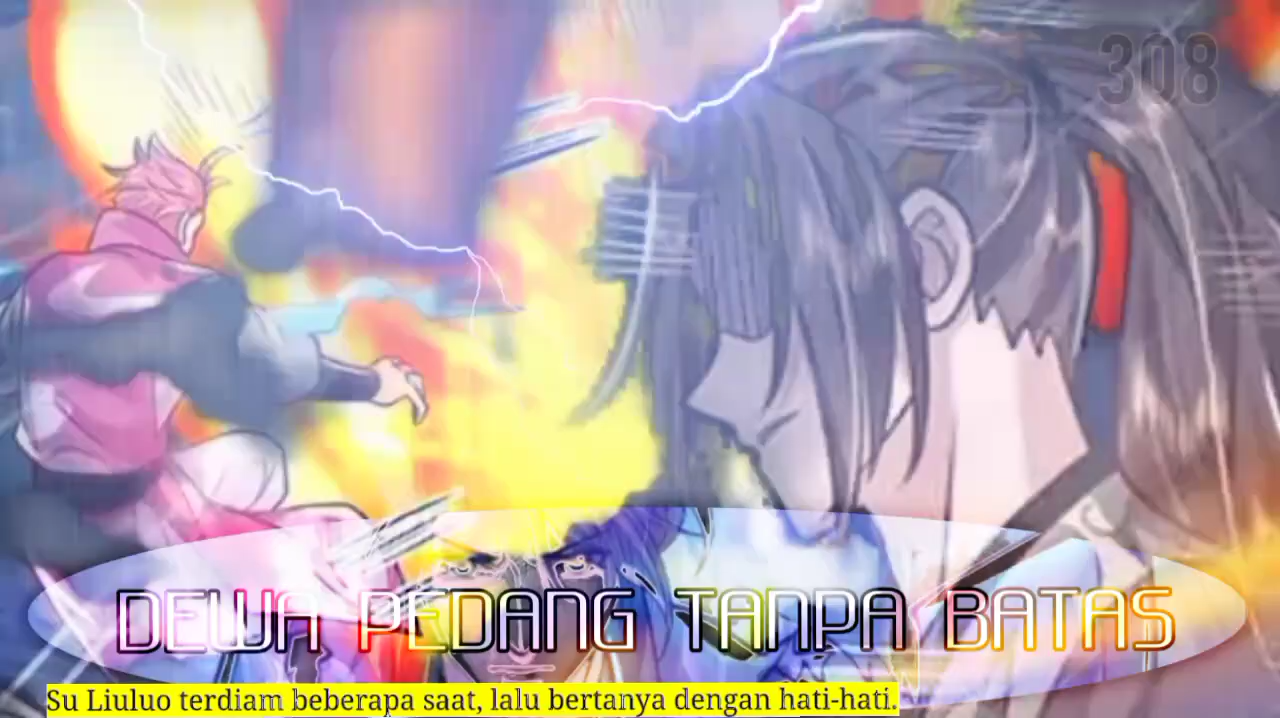 308
DEWA PEDANG TANPA BATAS
Su Liuluo terdiam beberapa saat, lalu bertanya dengan hati-hati.